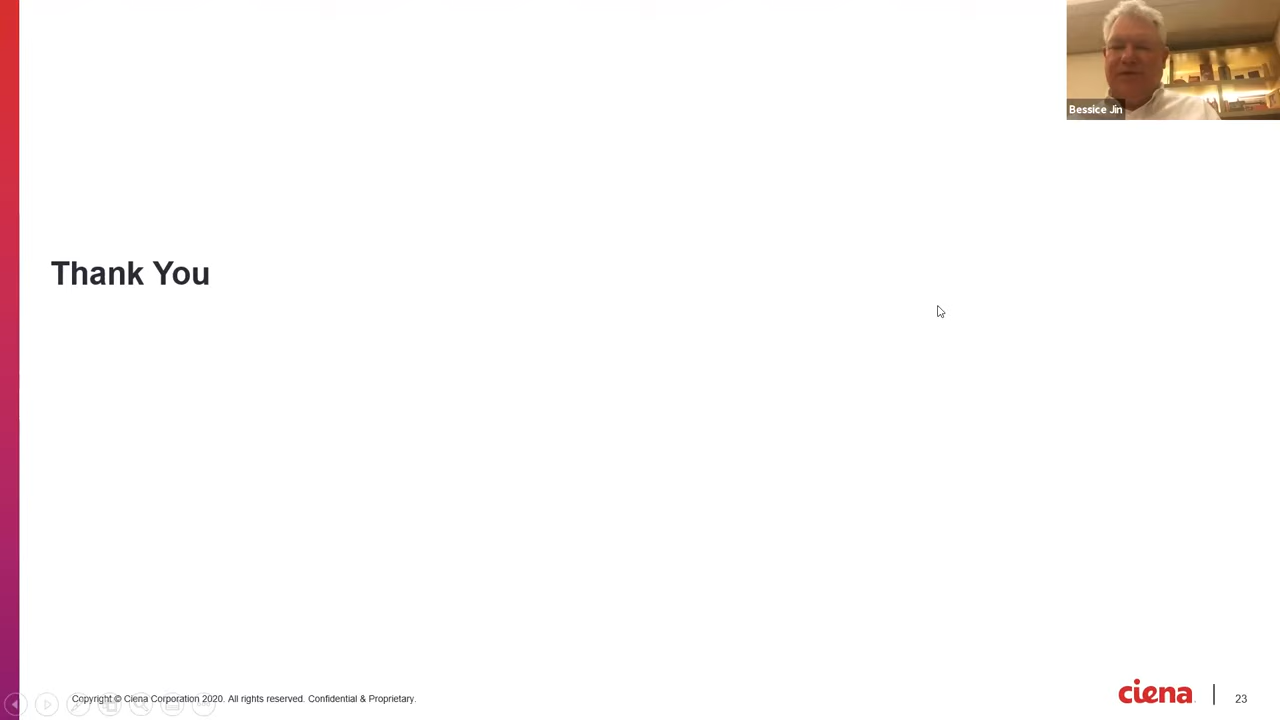 Bessice Jin
Thank You
Copyright © Ciena Corporation 2020. All rights reserved. Confidential & Proprietary.
ciena
23